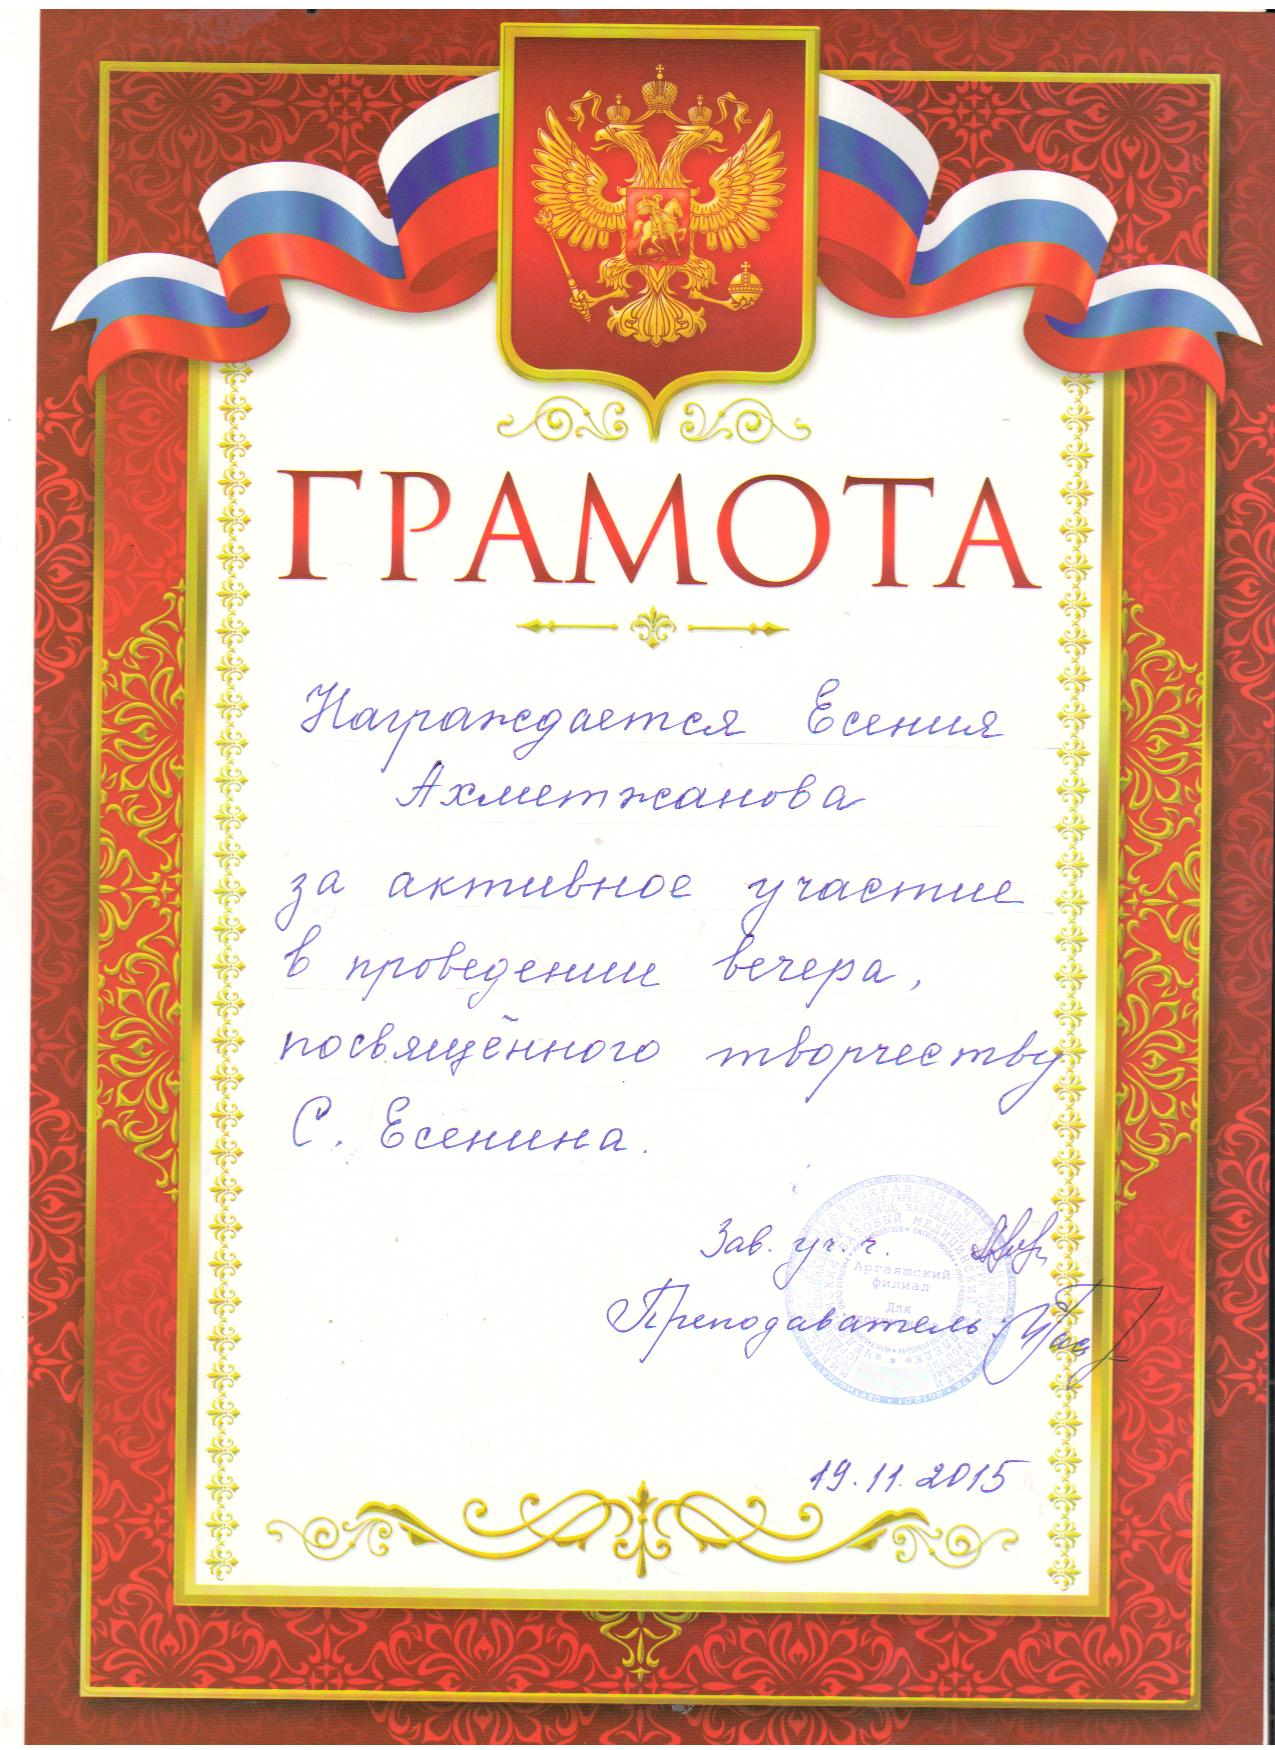 ГРАМОТА
Награждается Есения
Ахметжанова
за активное участие
в проведении вечера,
посвящённого творчеству
С. Есенина.
Зав. уч. ч.
Аргаяшский
филиал
Для
Преподаватель:
19.11.2015